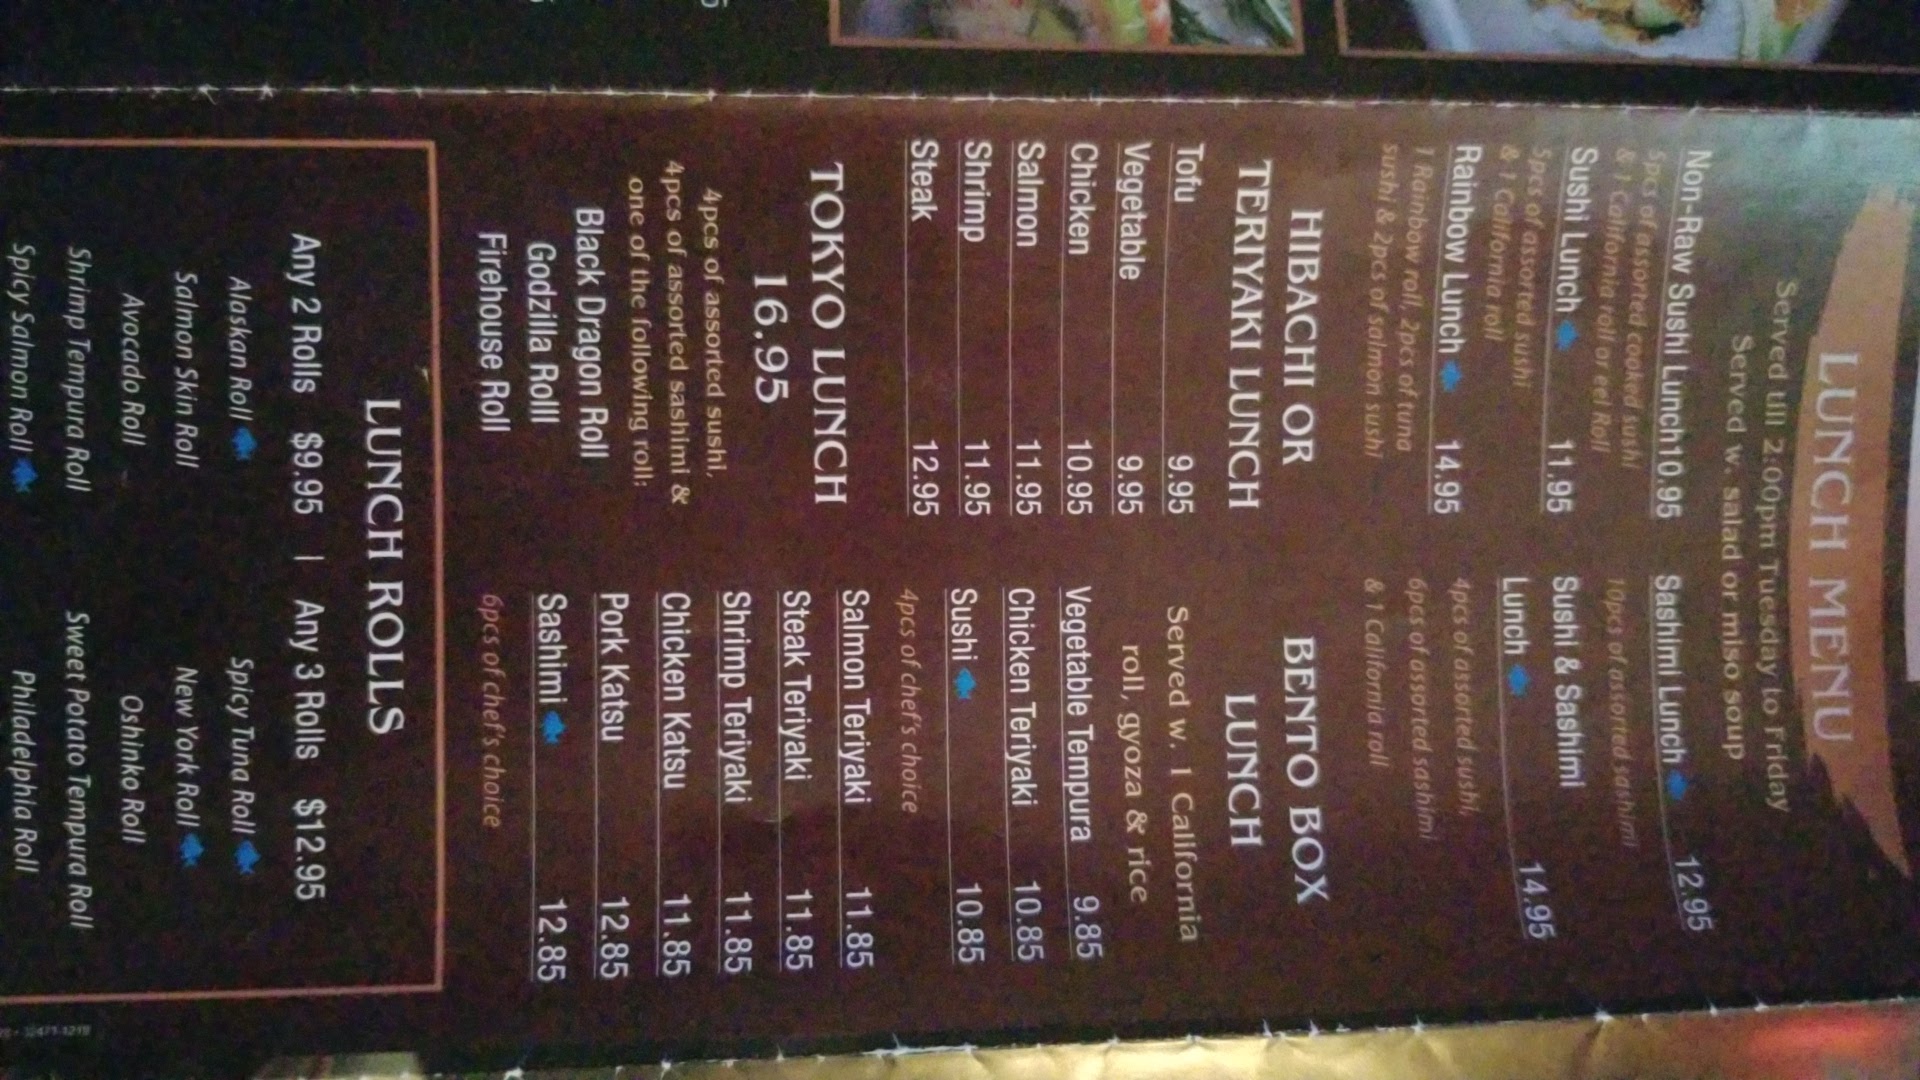 LUNCH MENU
Served till 2:00pm Tuesday to Friday
Served w. salad or miso soup
Non-Raw Sushi Lunch 10.95
5pcs of assorted cooked sushi
& 1 California roll or eel Roll
Sushi Lunch 11.95
5pcs of assorted sushi
& 1 California roll
Rainbow Lunch 14.95
1 Rainbow roll, 2pcs of tuna
sushi & 2pcs of salmon sushi
Sashimi Lunch 12.95
10pcs of assorted sashimi
Sushi & Sashimi
Lunch 14.95
4pcs of assorted sushi,
6pcs of assorted sashimi
& 1 California roll
HIBACHI OR
TERIYAKI LUNCH
Tofu 9.95
Vegetable 9.95
Chicken 10.95
Salmon 11.95
Shrimp 11.95
Steak 12.95
TOKYO LUNCH
16.95
4pcs of assorted sushi,
4pcs of assorted sashimi &
one of the following roll:
Black Dragon Roll
Godzilla Roll
Firehouse Roll
BENTO BOX
LUNCH
Served w. 1 California
roll, gyoza & rice
Vegetable Tempura 9.85
Chicken Teriyaki 10.85
Sushi 10.85
4pcs of chef's choice
Salmon Teriyaki 11.85
Steak Teriyaki 11.85
Shrimp Teriyaki 11.85
Chicken Katsu 11.85
Pork Katsu 12.85
Sashimi 12.85
6pcs of chef's choice
LUNCH ROLLS
Any 2 Rolls $9.95 | Any 3 Rolls $12.95
Alaskan Roll Spicy Tuna Roll
Salmon Skin Roll New York Roll
Avocado Roll Oshinko Roll
Shrimp Tempura Roll Sweet Potato Tempura Roll
Spicy Salmon Roll Philadelphia Roll